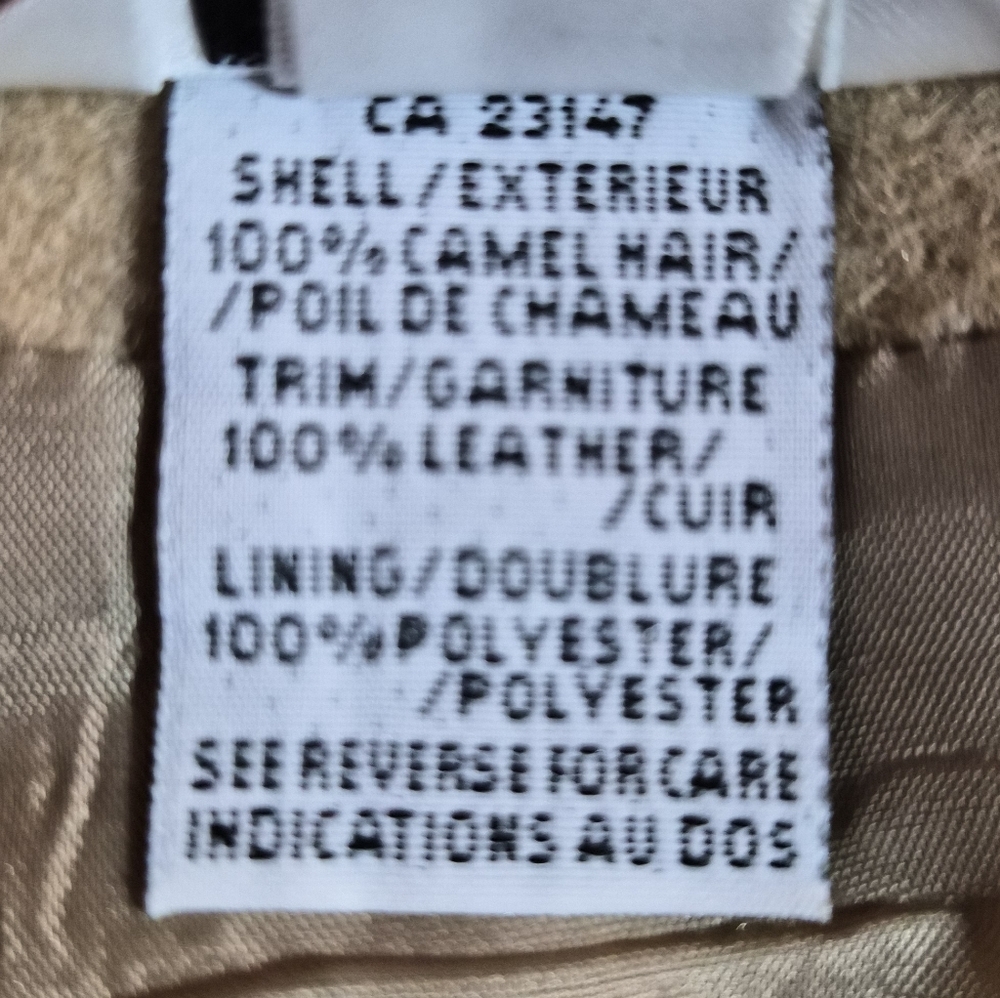 CA 23147
SHELL/EXTERIEUR
100% CAMEL HAIR/
/POIL DE CHAMEAU
TRIM/GARNITURE
100% LEATHER/
/CUIR
LINING/DOUBLURE
100% POLYESTER/
/POLYESTER
SEE REVERSE FOR CARE
INDICATIONS AU DOS